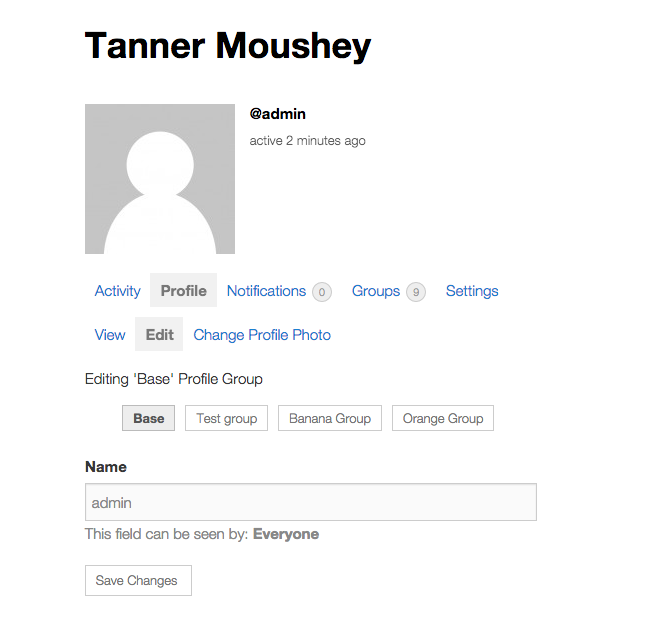 Tanner Moushey
@admin
active 2 minutes ago
Activity Profile Notifications 0 Groups 9 Settings
View Edit Change Profile Photo
Editing 'Base' Profile Group
Base Test group Banana Group Orange Group
Name
admin
This field can be seen by: Everyone
Save Changes